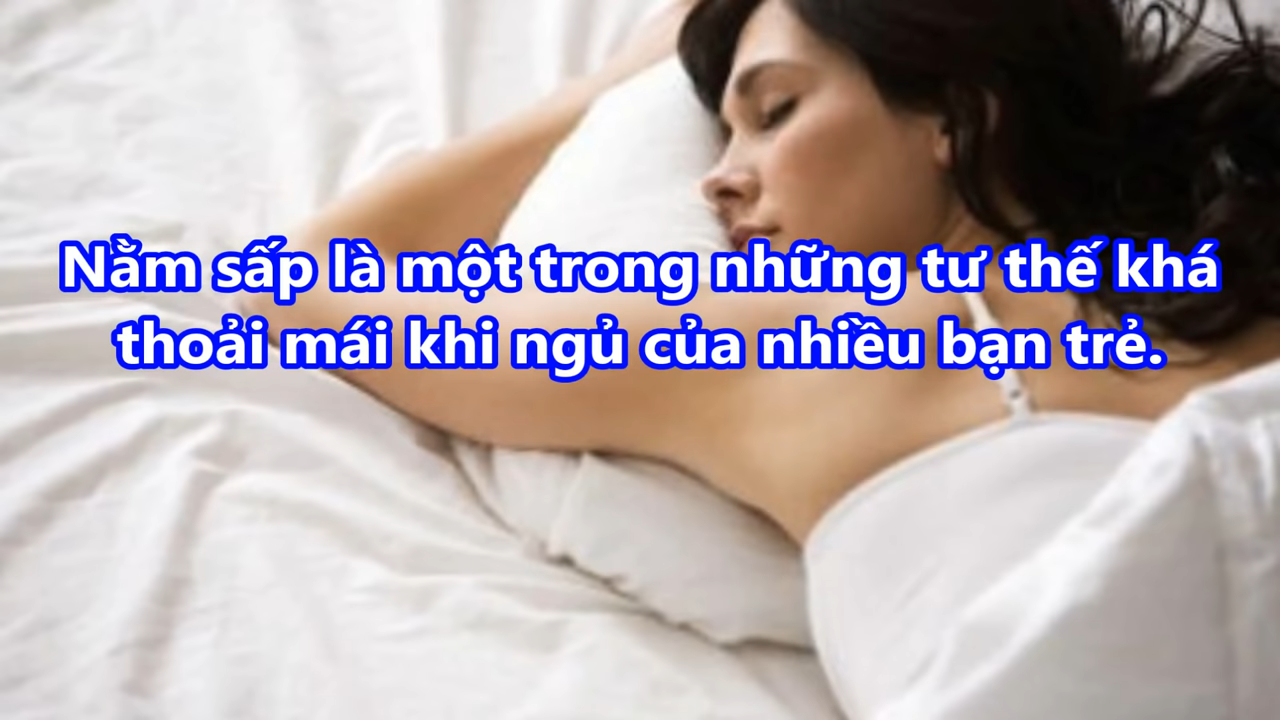 Nằm sấp là một trong những tư thế khá
thoải mái khi ngủ của nhiều bạn trẻ.